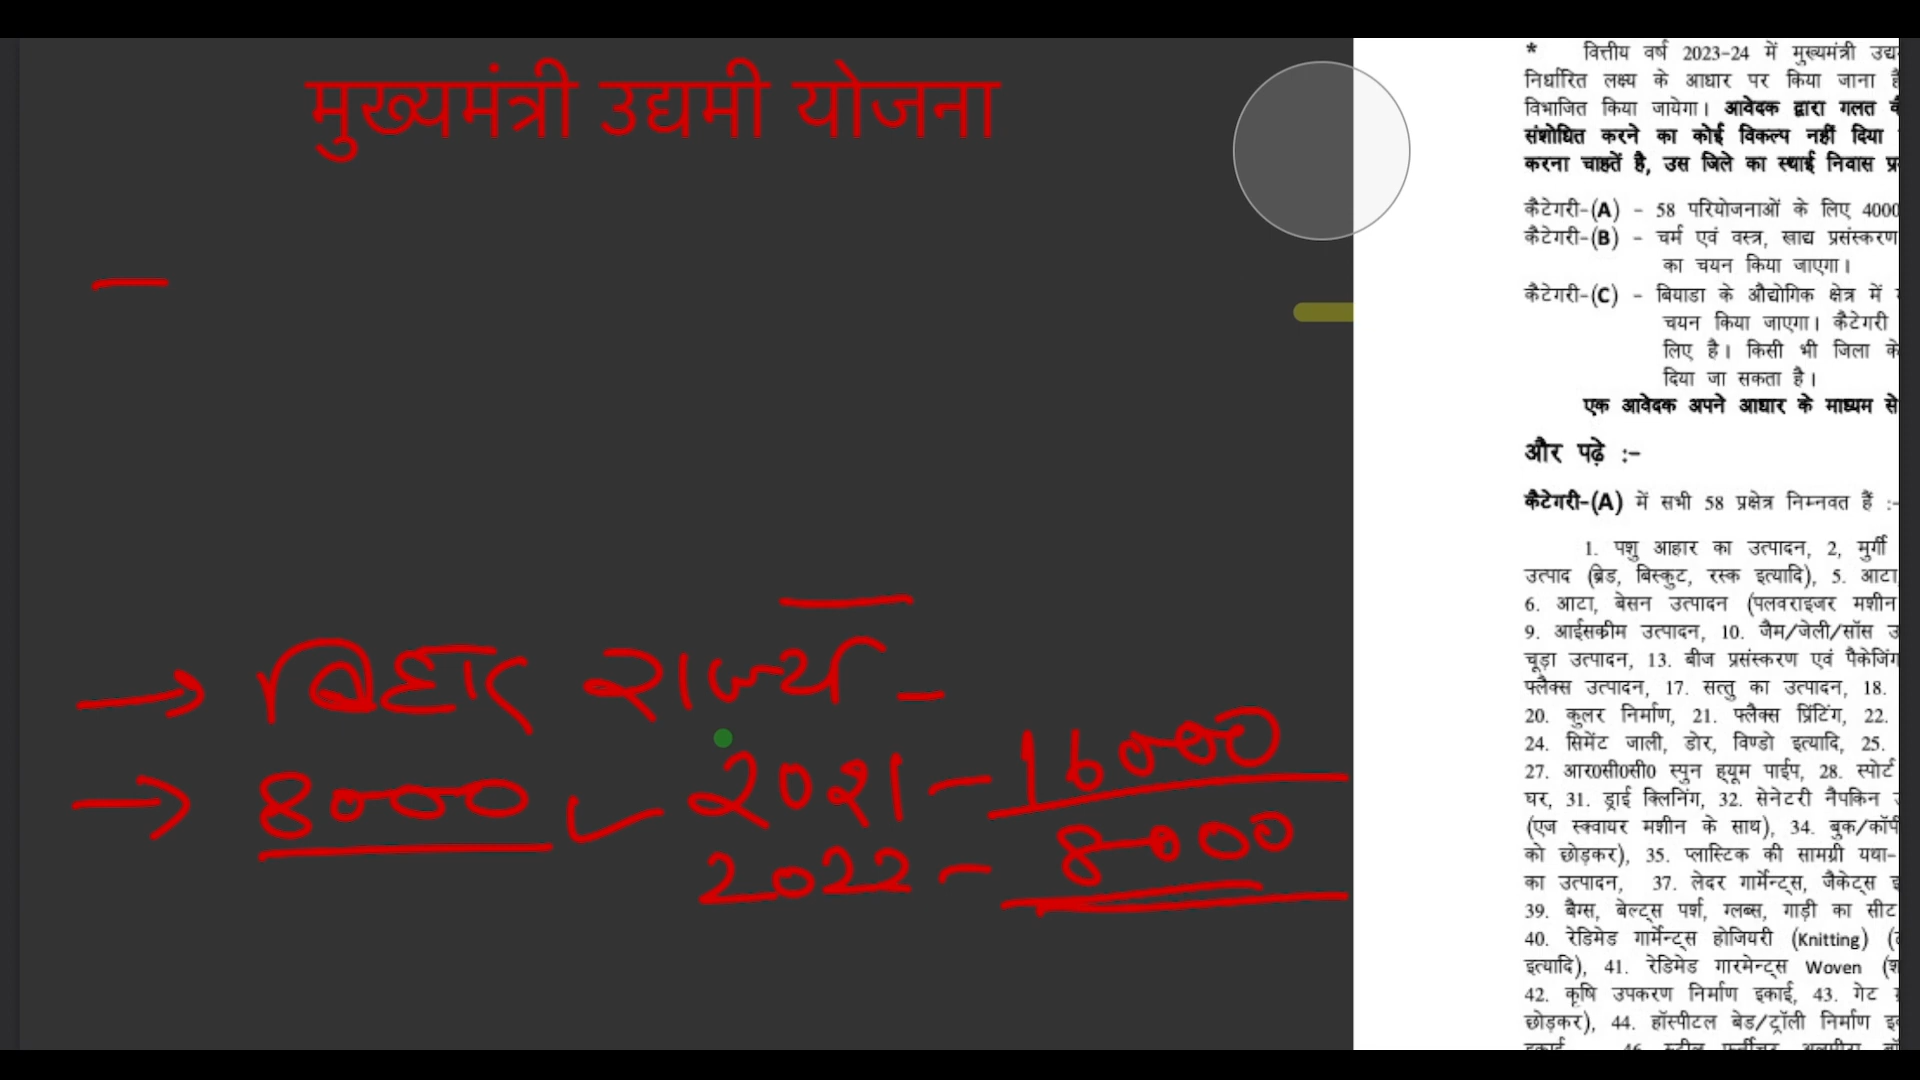 मुख्यमंत्री उद्यमी योजना
→ बिहार राज्य –
→ 8000 ✓ 2021 – 16000
2022 – 8000
* वित्तीय वर्ष 2023-24 में मुख्यमंत्री
निर्धारित लक्ष्य के आधार पर किया जाना
विभाजित किया जायेगा। आवेदक द्वारा गलत
संशोधित करने का कोई विकल्प नहीं दिया
करना चाहतें है, उस जिले का स्थाई निवास
कैटेगरी-(A) - 58 परियोजनाओं के लिए 4000
कैटेगरी-(B) - चर्म एवं वस्त्र, खाद्य प्रसंस्करण
का चयन किया जाएगा।
कैटेगरी-(C) - बियाडा के औद्योगिक क्षेत्र में
चयन किया जाएगा। कैटेगरी
लिए है। किसी भी जिला के
दिया जा सकता है।
एक आवेदक अपने आधार के माध्यम से
और पढ़े :-
कैटेगरी-(A) में सभी 58 प्रक्षेत्र निम्नवत हैं :-
1. पशु आहार का उत्पादन, 2, मुर्गी
उत्पाद (ब्रेड, बिस्कुट, रस्क इत्यादि), 5. आटा
6. आटा, बेसन उत्पादन (पलवराइजर मशीन
9. आईसक्रीम उत्पादन, 10. जैम/जेली/सॉस
चूड़ा उत्पादन, 13. बीज प्रसंस्करण एवं पैकेजिंग
फ्लैक्स उत्पादन, 17. सत्तु का उत्पादन, 18.
20. कुलर निर्माण, 21. फ्लैक्स प्रिंटिंग, 22.
24. सिमेंट जाली, डोर, विण्डो इत्यादि, 25.
27. आर0सी0सी0 स्पुन ह्यूम पाईप, 28. स्पोर्ट
घर, 31. ड्राई क्लिनिंग, 32. सेनेटरी नैपकिन
(एज स्क्वायर मशीन के साथ), 34. बुक/कॉपी
को छोड़कर), 35. प्लास्टिक की सामग्री यथा-
का उत्पादन, 37. लेदर गार्मेन्ट्स, जैकेट्स
39. बैग्स, बेल्ट्स पर्श, ग्लब्स, गाड़ी का सीट
40. रेडिमेड गार्मेन्ट्स होजियरी (Knitting)
इत्यादि), 41. रेडिमेड गारमेन्ट्स Woven
42. कृषि उपकरण निर्माण इकाई, 43. गेट
छोड़कर), 44. हॉस्पीटल बेड/ट्रॉली निर्माण